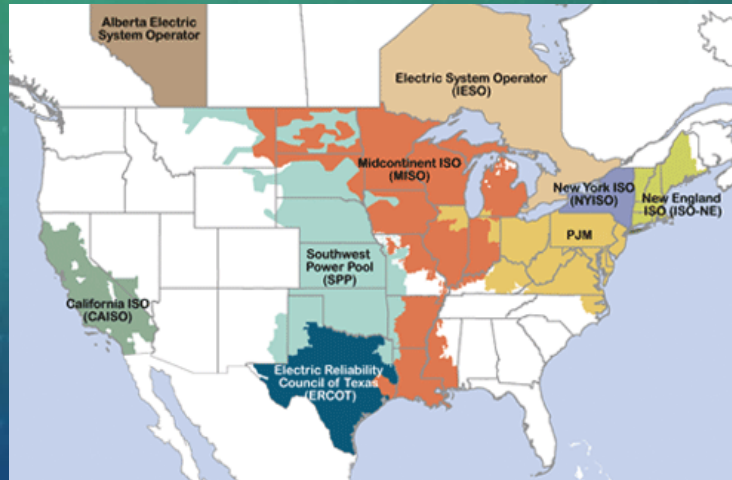 Alberta Electric
System Operator
Electric System Operator
(IESO)
Midcontinent ISO
(MISO)
New York ISO
(NYISO)
New England
ISO (ISO-NE)
PJM
Southwest
Power Pool
(SPP)
California ISO
(CAISO)
Electric Reliability
Council of Texas
(ERCOT)